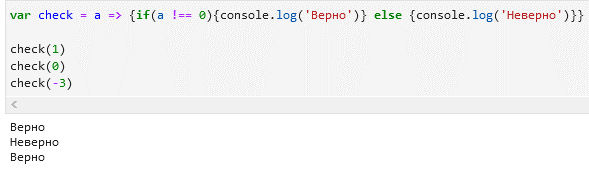 var check = a => {if(a !== 0){console.log('Верно')} else {console.log('Неверно')}}
check(1)
check(0)
check(-3)
Верно
Неверно
Верно